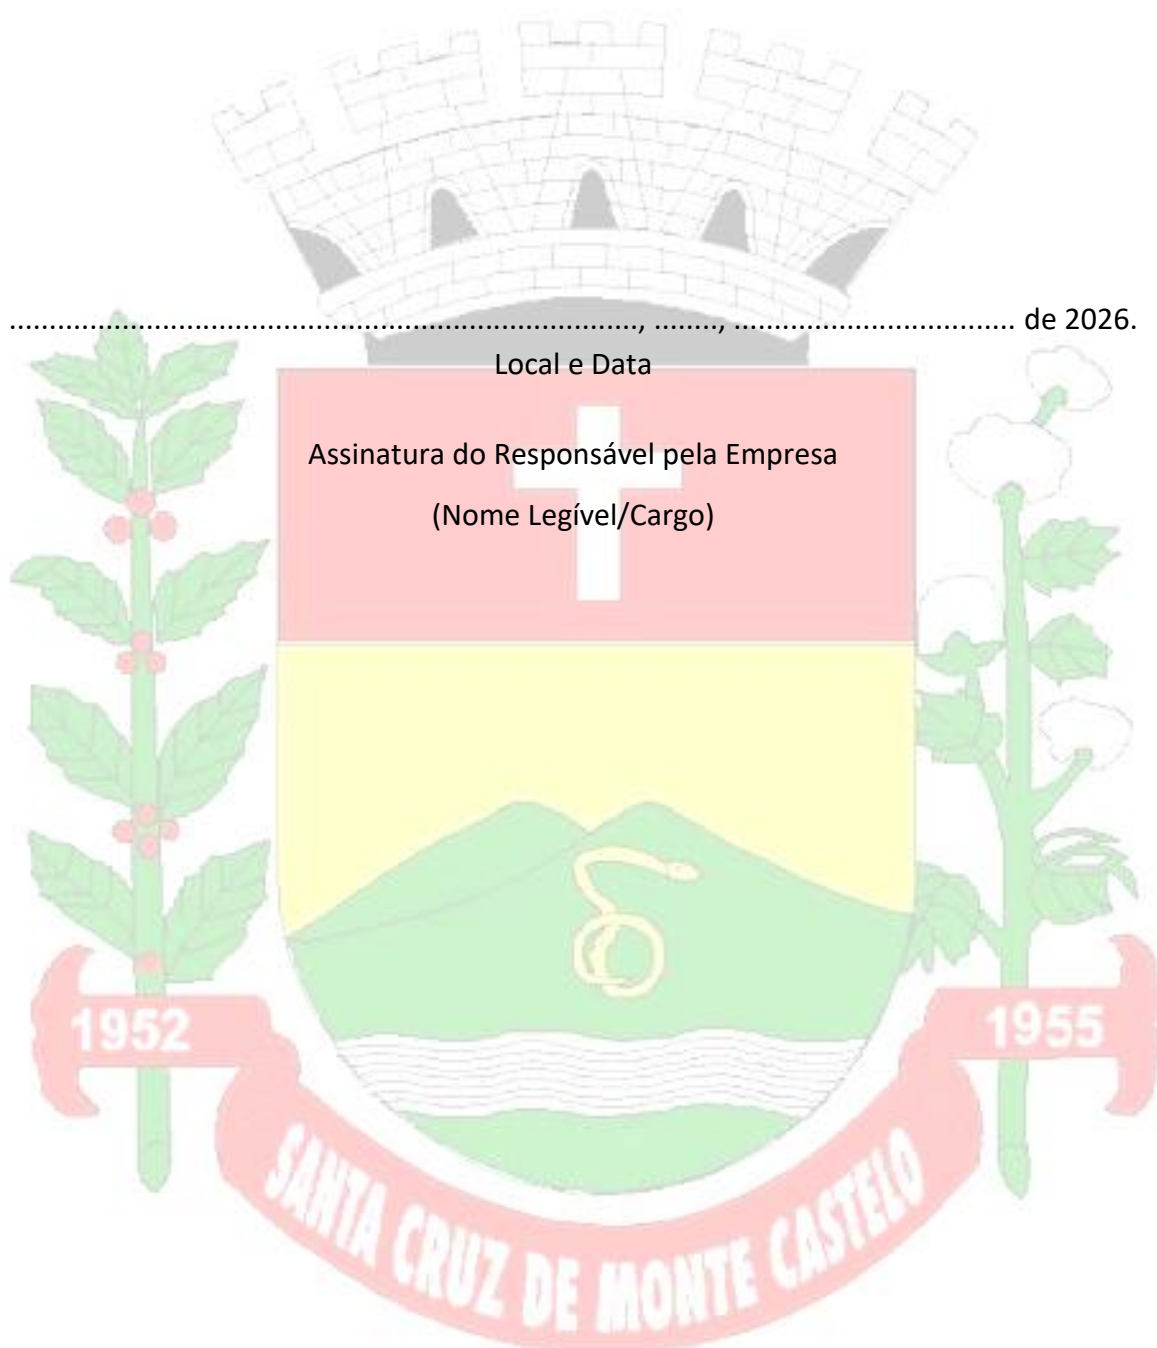 ................................................................................, ........, ................................... de 2026.
Local e Data
Assinatura do Responsável pela Empresa
(Nome Legível/Cargo)
1952
1955
SANTA CRUZ DE MONTE CASTELO